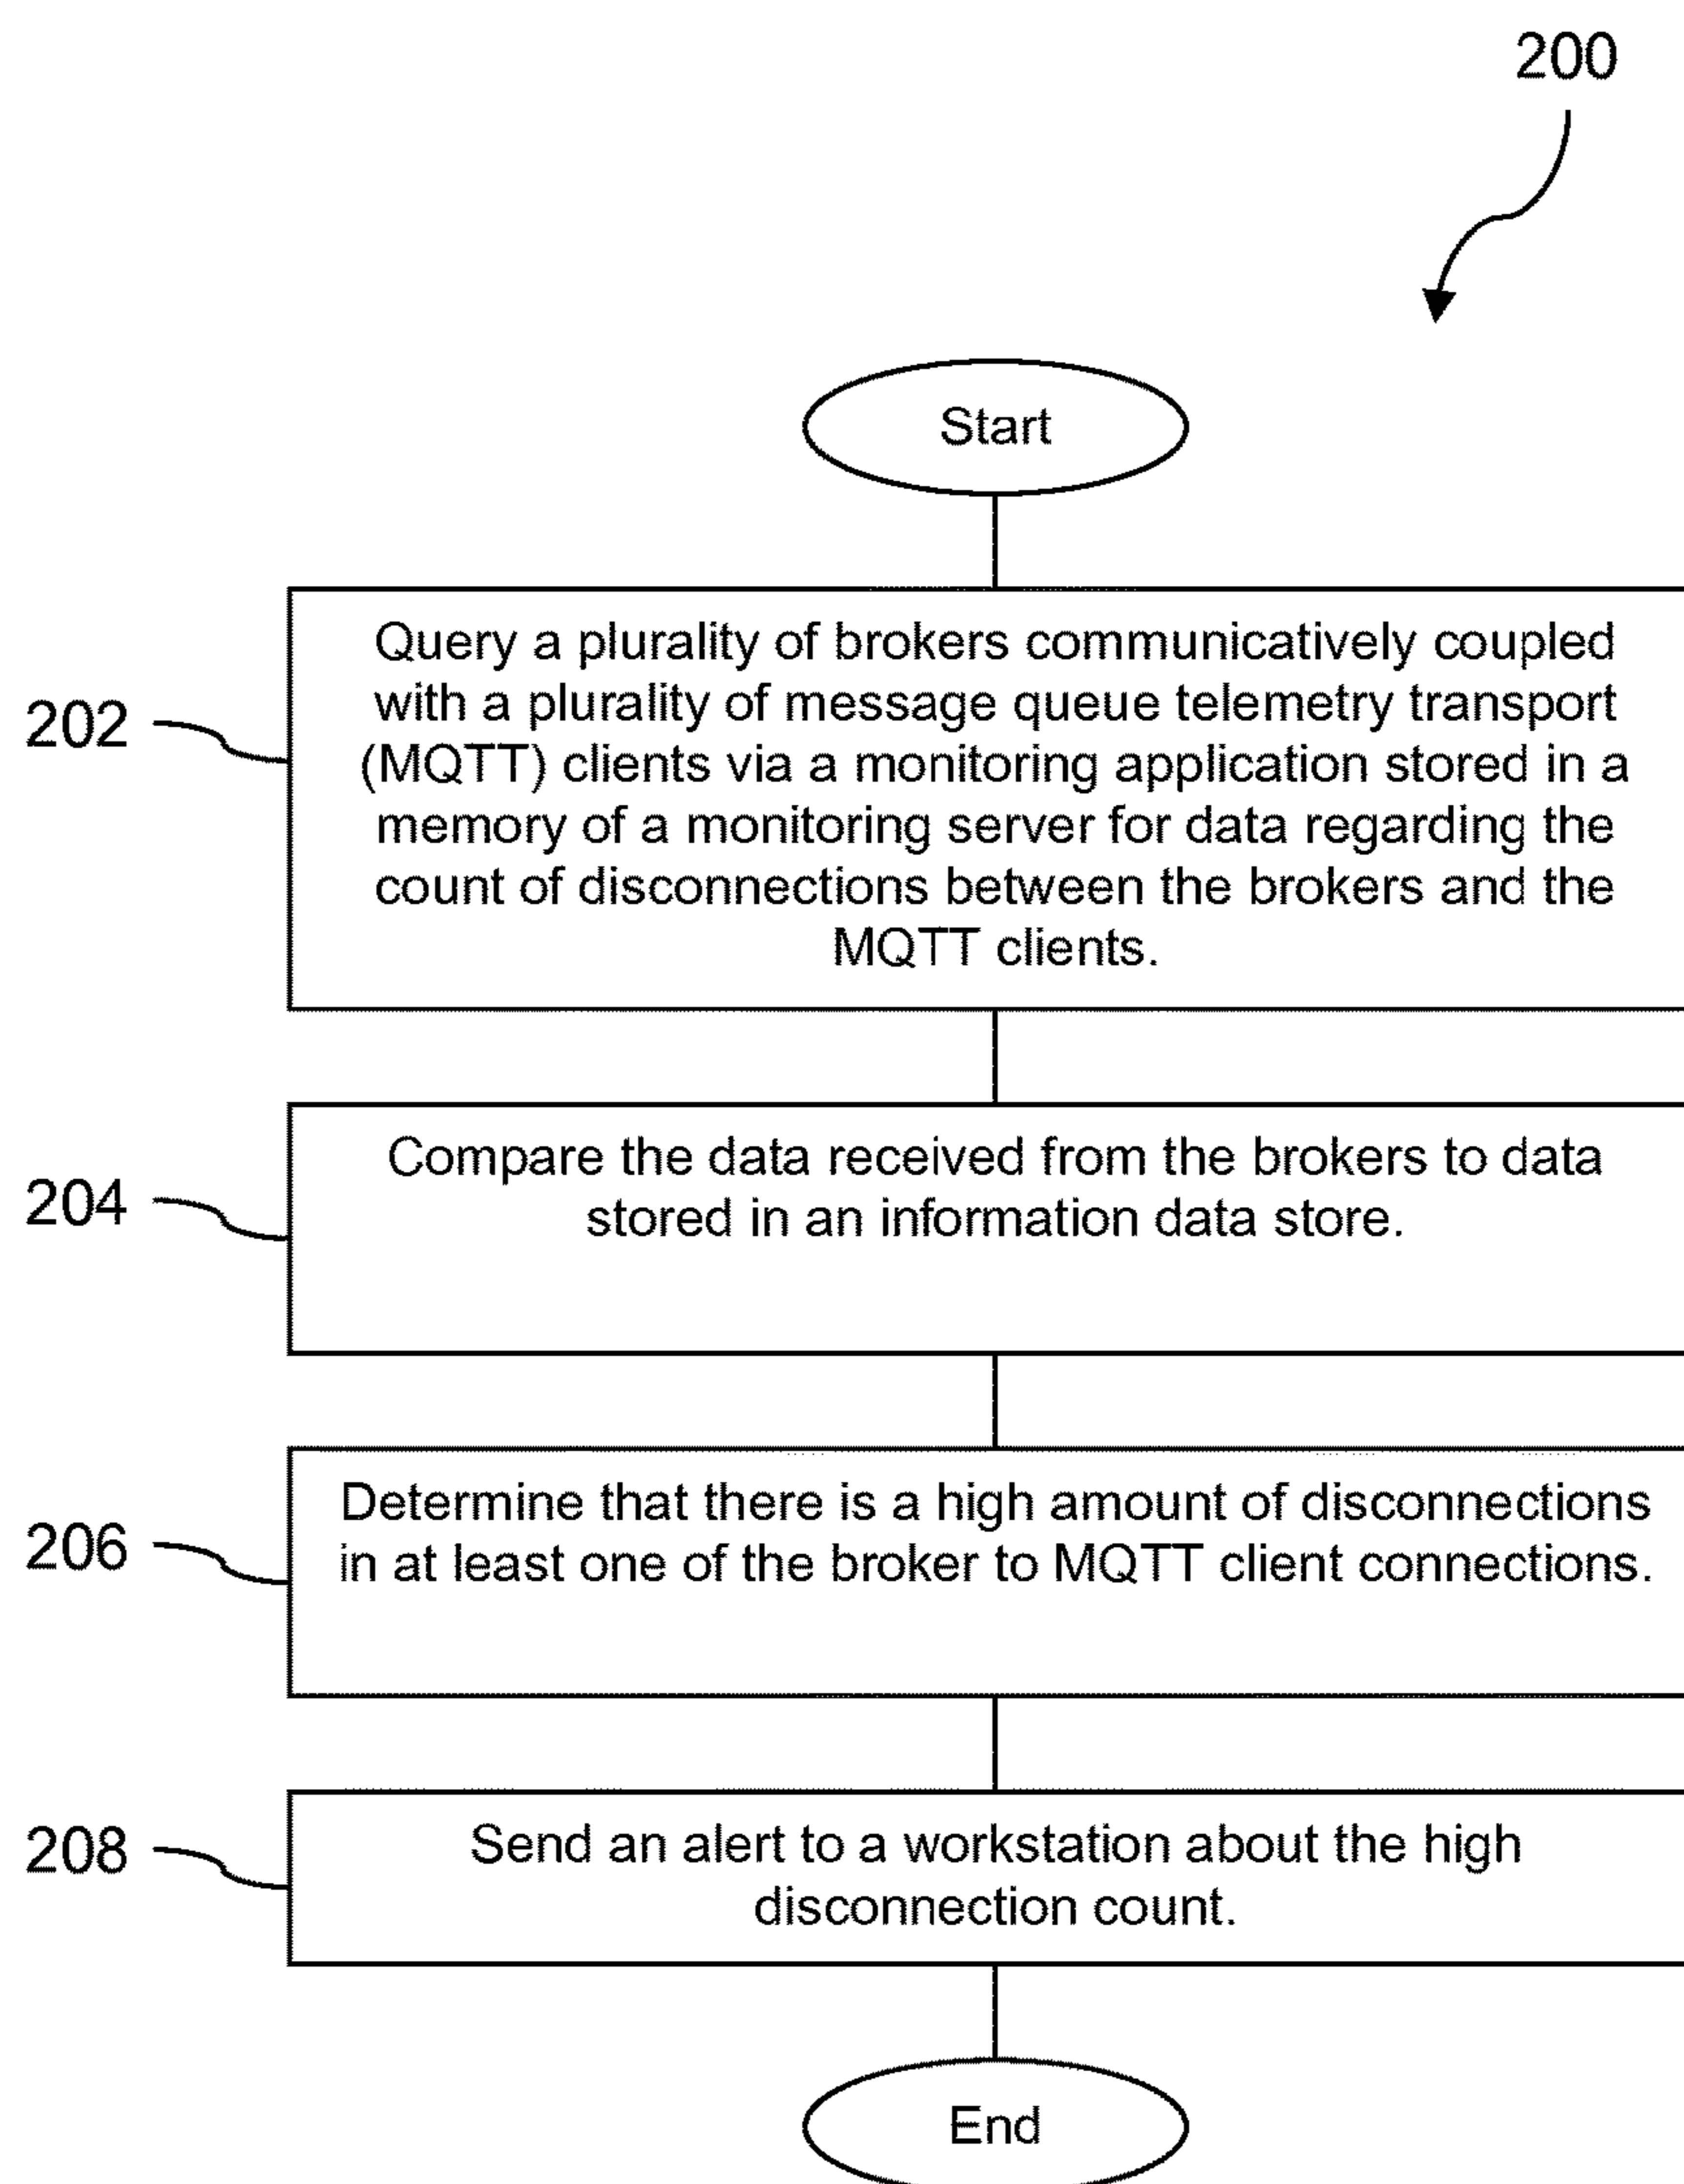 200
Start
202
Query a plurality of brokers communicatively coupled
with a plurality of message queue telemetry transport
(MQTT) clients via a monitoring application stored in a
memory of a monitoring server for data regarding the
count of disconnections between the brokers and the
MQTT clients.
204
Compare the data received from the brokers to data
stored in an information data store.
206
Determine that there is a high amount of disconnections
in at least one of the broker to MQTT client connections.
208
Send an alert to a workstation about the high
disconnection count.
End